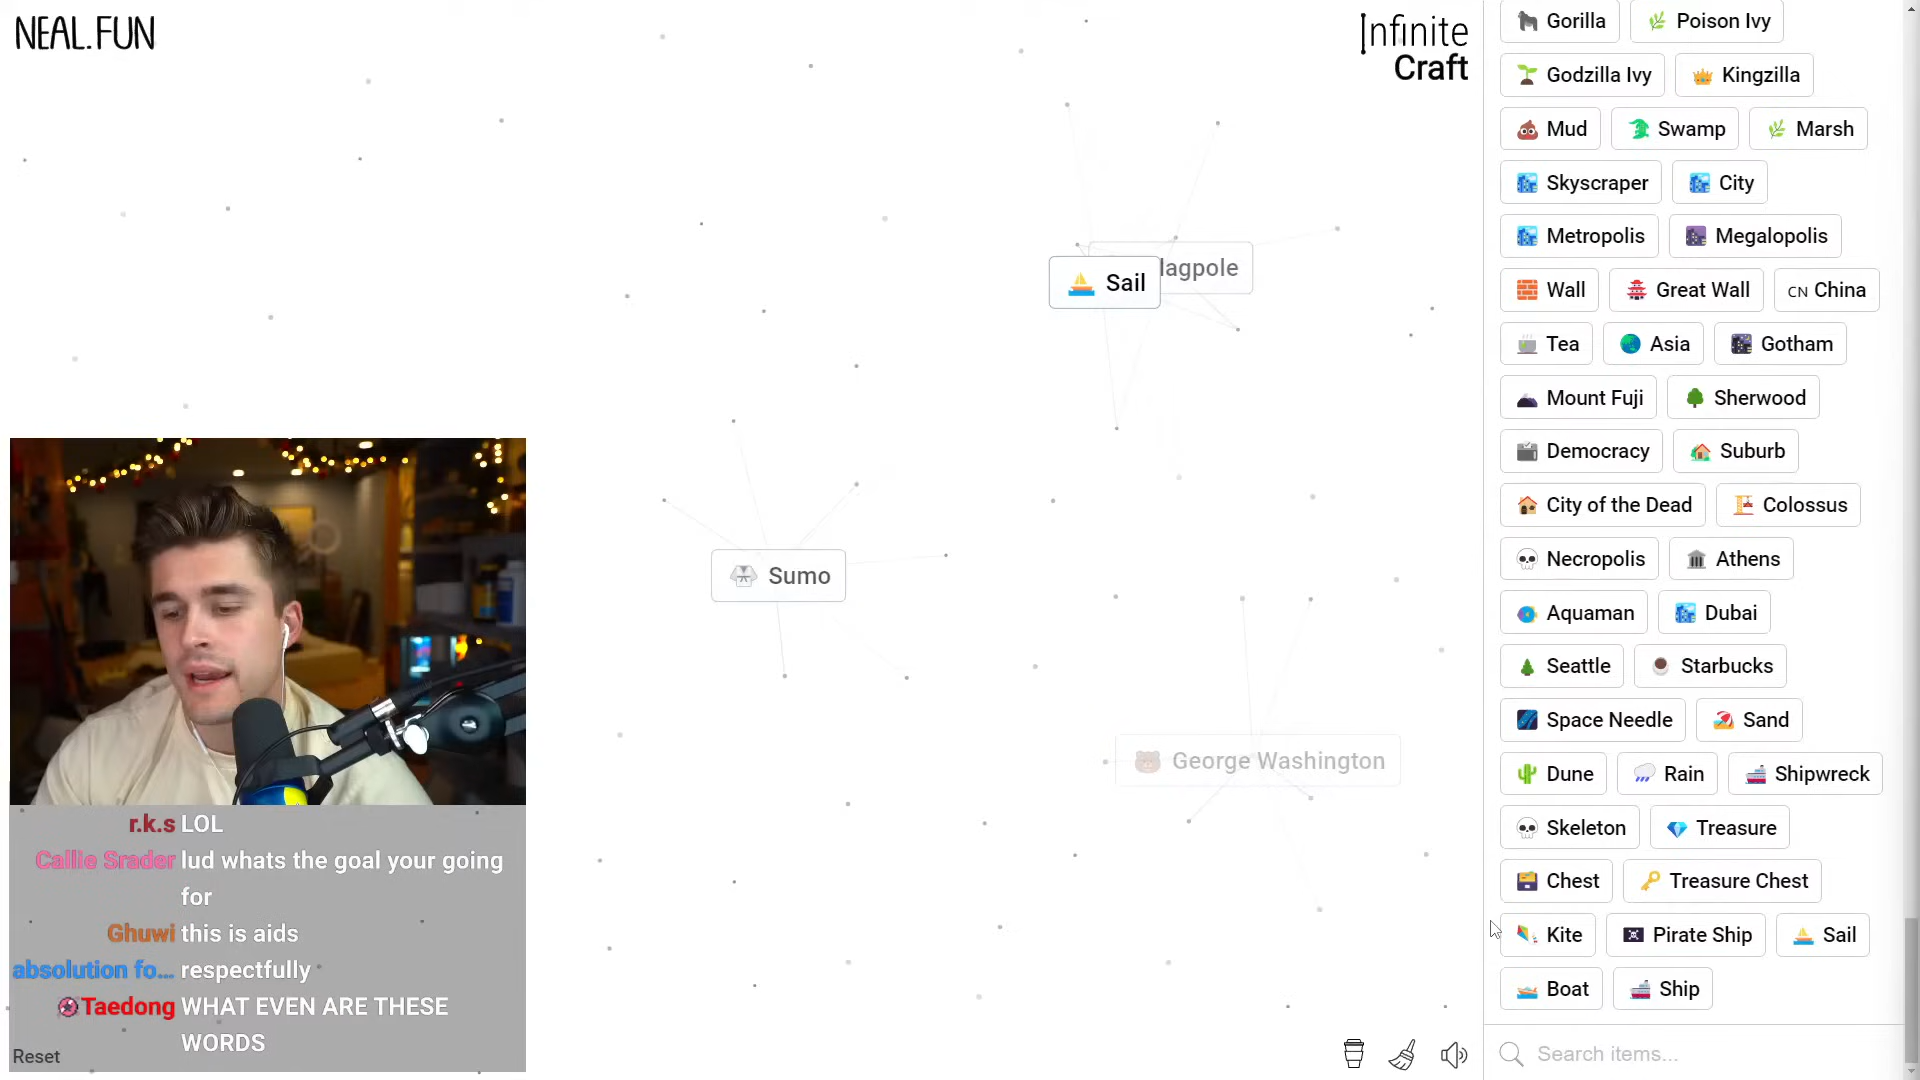 NEAL.FUN
Infinite
Craft
lagpole
Sail
Sumo
George Washington
r.k.s LOL
Callie Srader lud whats the goal your going
for
Ghuwi this is aids
absolution fo... respectfully
Taedong WHAT EVEN ARE THESE
WORDS
Reset
Gorilla Poison Ivy
Godzilla Ivy Kingzilla
Mud Swamp Marsh
Skyscraper City
Metropolis Megalopolis
Wall Great Wall CN China
Tea Asia Gotham
Mount Fuji Sherwood
Democracy Suburb
City of the Dead Colossus
Necropolis Athens
Aquaman Dubai
Seattle Starbucks
Space Needle Sand
Dune Rain Shipwreck
Skeleton Treasure
Chest Treasure Chest
Kite Pirate Ship Sail
Boat Ship
Search items...